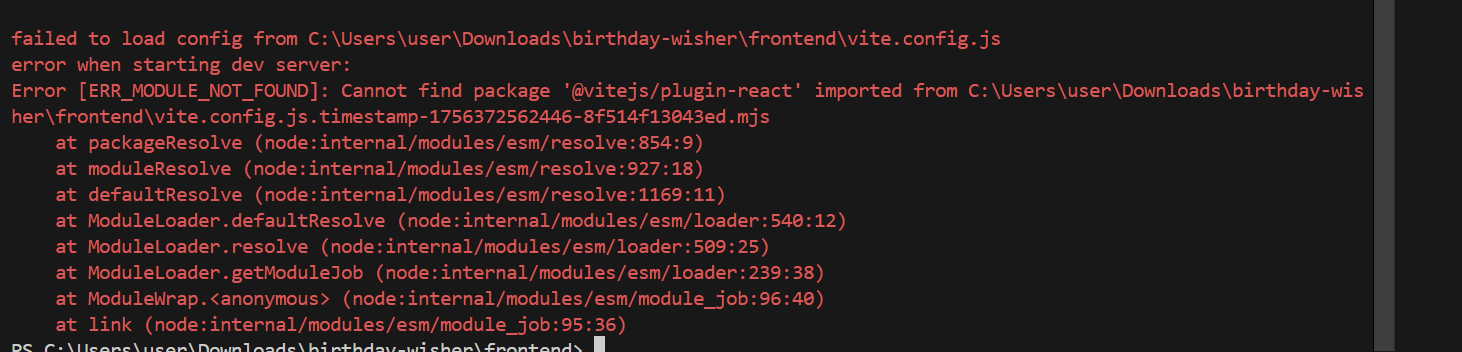 failed to load config from C:\Users\user\Downloads\birthday-wisher\frontend\vite.config.js
error when starting dev server:
Error [ERR_MODULE_NOT_FOUND]: Cannot find package '@vitejs/plugin-react' imported from C:\Users\user\Downloads\birthday-wis
her\frontend\vite.config.js.timestamp-1756372562446-8f514f13043ed.mjs
    at packageResolve (node:internal/modules/esm/resolve:854:9)
    at moduleResolve (node:internal/modules/esm/resolve:927:18)
    at defaultResolve (node:internal/modules/esm/resolve:1169:11)
    at ModuleLoader.defaultResolve (node:internal/modules/esm/loader:540:12)
    at ModuleLoader.resolve (node:internal/modules/esm/loader:509:25)
    at ModuleLoader.getModuleJob (node:internal/modules/esm/loader:239:38)
    at ModuleWrap.<anonymous> (node:internal/modules/esm/module_job:96:40)
    at link (node:internal/modules/esm/module_job:95:36)
PS C:\Users\user\Downloads\birthday-wisher\frontend>